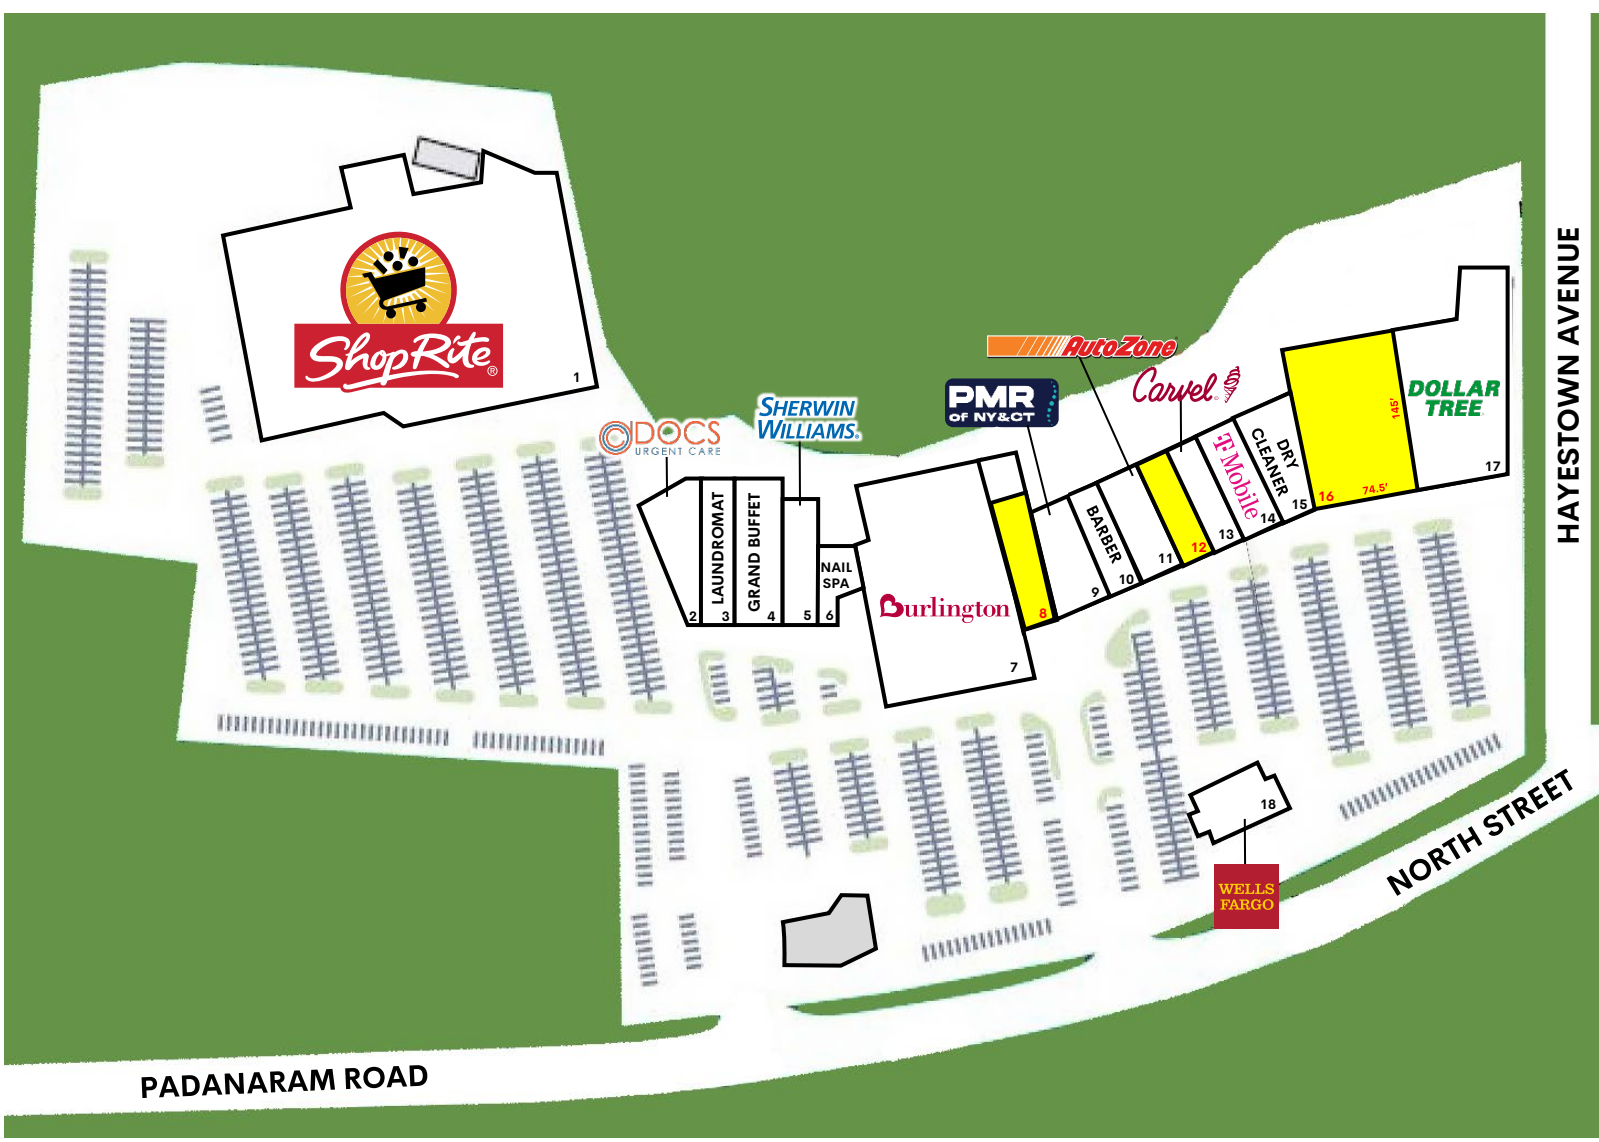 ShopRite®
1
DOCS
URGENT CARE
2
LAUNDROMAT
3
GRAND BUFFET
4
SHERWIN
WILLIAMS®
5
NAIL
SPA
6
Burlington
7
8
PMR
OF NY&CT
9
BARBER
10
AutoZone
11
12
Carvel
13
T Mobile
14
DRY
CLEANER
15
16
74.5'
145'
DOLLAR
TREE
17
18
WELLS
FARGO
HAYESTOWN AVENUE
NORTH STREET
PADANARAM ROAD